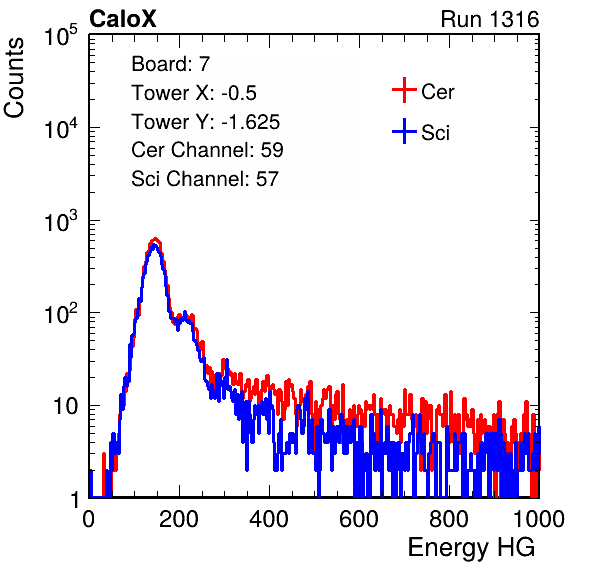 CaloX Run 1316
Counts
Board: 7
Tower X: -0.5
Tower Y: -1.625
Cer Channel: 59
Sci Channel: 57
Cer
Sci
10^5
10^4
10^3
10^2
10
1
0 200 400 600 800 1000
Energy HG